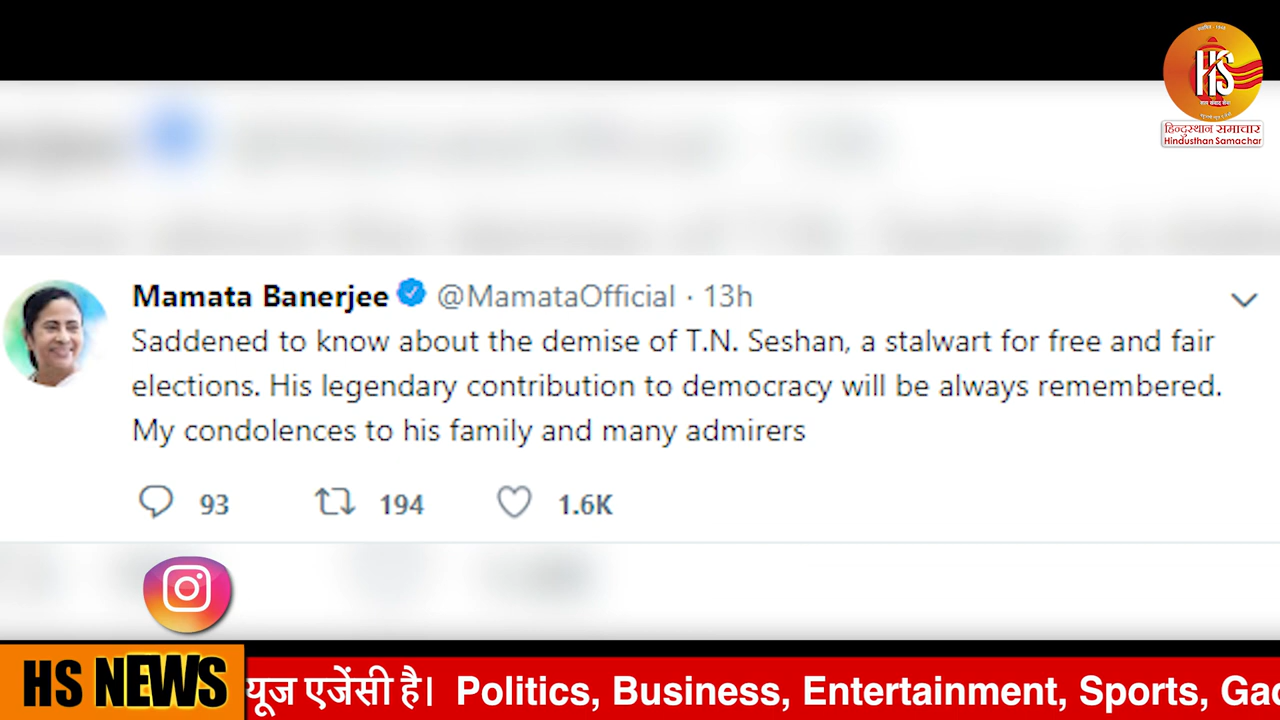 HS
हिन्दुस्थान समाचार
Hindusthan Samachar
Mamata Banerjee @MamataOfficial · 13h
Saddened to know about the demise of T.N. Seshan, a stalwart for free and fair
elections. His legendary contribution to democracy will be always remembered.
My condolences to his family and many admirers
93 194 1.6K
HS NEWS
यूज एजेंसी है। Politics, Business, Entertainment, Sports, Gad